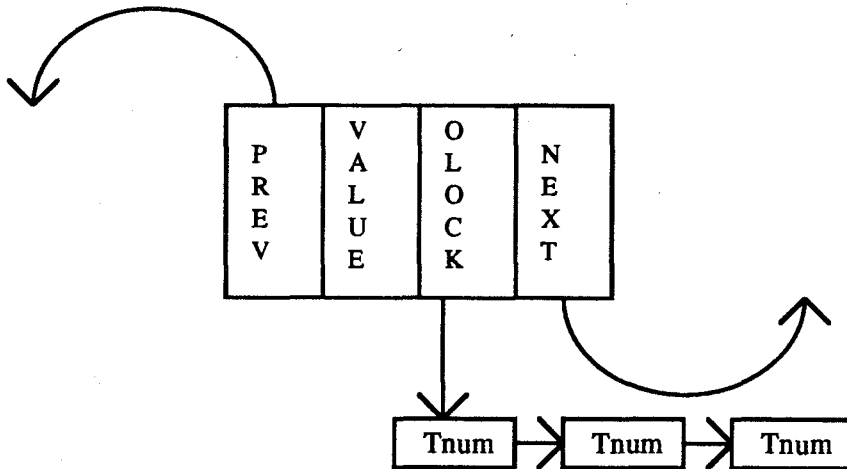 PREV
VALUE
OLOCK
NEXT
Tnum
Tnum
Tnum